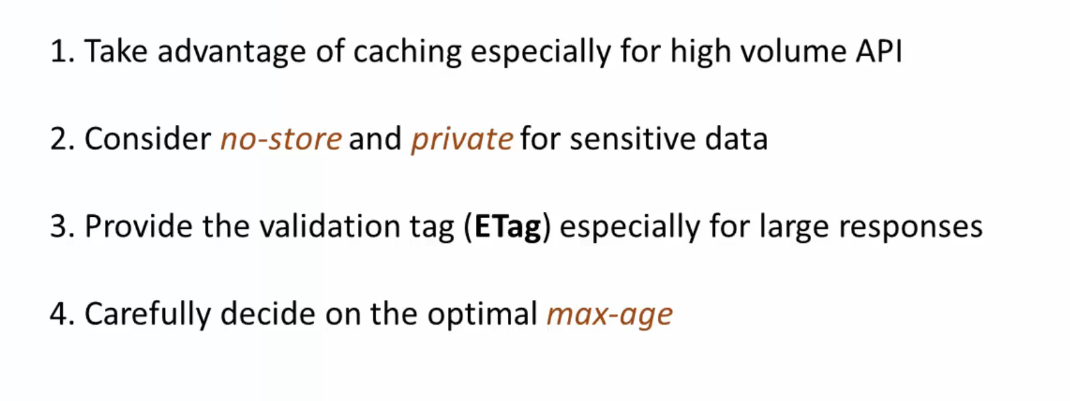 1. Take advantage of caching especially for high volume API
2. Consider no-store and private for sensitive data
3. Provide the validation tag (ETag) especially for large responses
4. Carefully decide on the optimal max-age